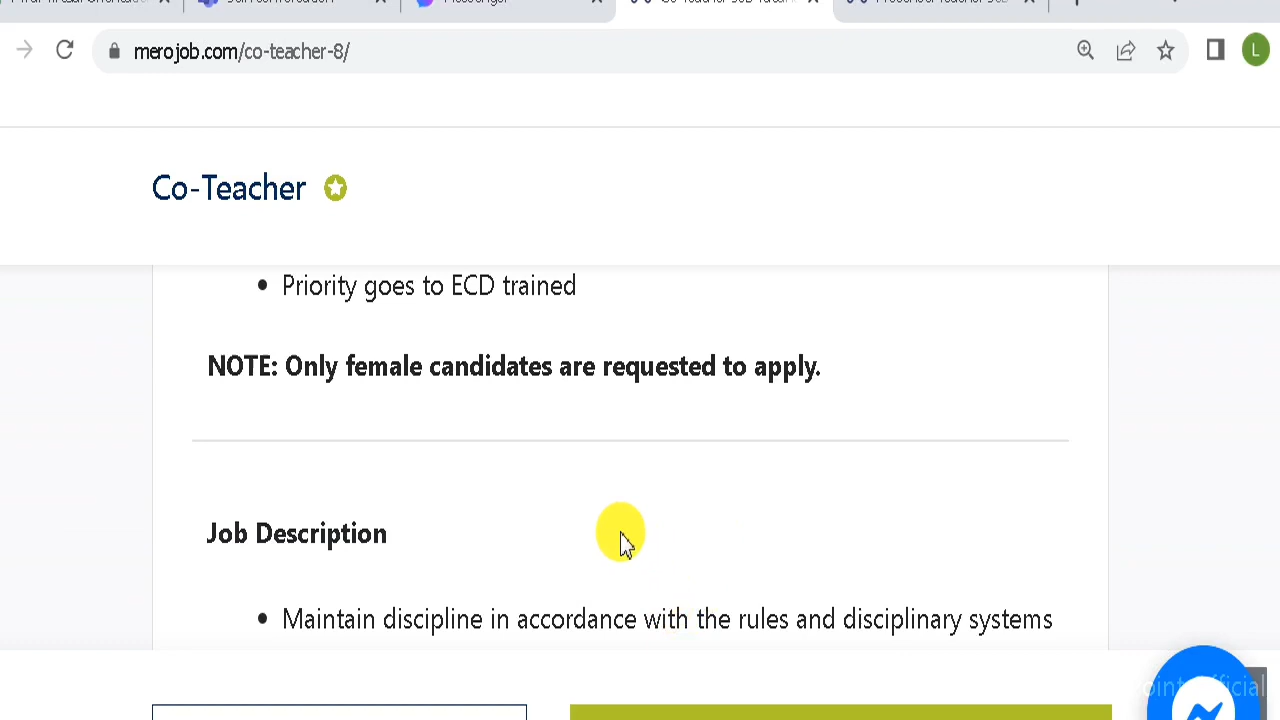 merojob.com/co-teacher-8/
L
Co-Teacher
• Priority goes to ECD trained
NOTE: Only female candidates are requested to apply.
Job Description
• Maintain discipline in accordance with the rules and disciplinary systems